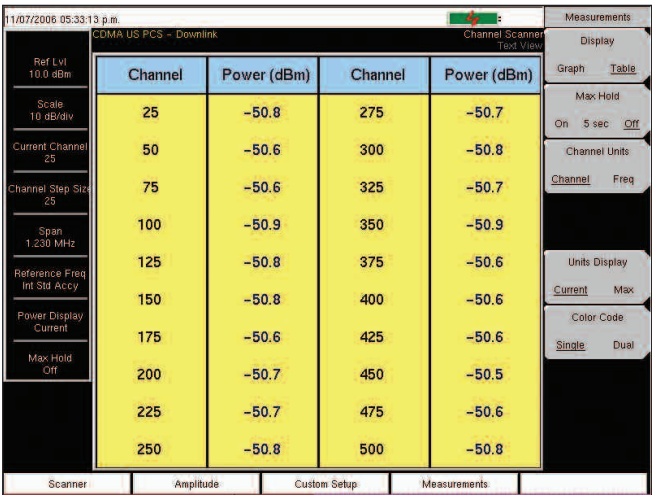 11/07/2006 05:33:13 p.m.
CDMA US PCS - Downlink
Channel Scanner
Text View
Ref Lvl
10.0 dBm
Scale
10 dB/div
Current Channel
25
Channel Step Size
25
Span
1.230 MHz
Reference Freq
Int Std Accy
Power Display
Current
Max Hold
Off
Channel Power (dBm) Channel Power (dBm)
25 -50.8 275 -50.7
50 -50.6 300 -50.8
75 -50.6 325 -50.7
100 -50.9 350 -50.9
125 -50.8 375 -50.6
150 -50.8 400 -50.6
175 -50.6 425 -50.6
200 -50.7 450 -50.5
225 -50.7 475 -50.6
250 -50.8 500 -50.8
Measurements
Display
Graph Table
Max Hold
On 5 sec Off
Channel Units
Channel Freq
Units Display
Current Max
Color Code
Single Dual
Scanner Amplitude Custom Setup Measurements